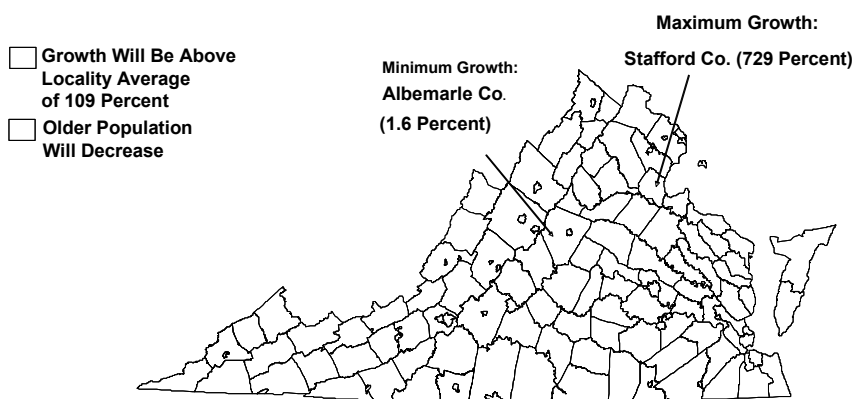 Maximum Growth:
Stafford Co. (729 Percent)
Growth Will Be Above
Locality Average
of 109 Percent
Older Population
Will Decrease
Minimum Growth:
Albemarle Co.
(1.6 Percent)